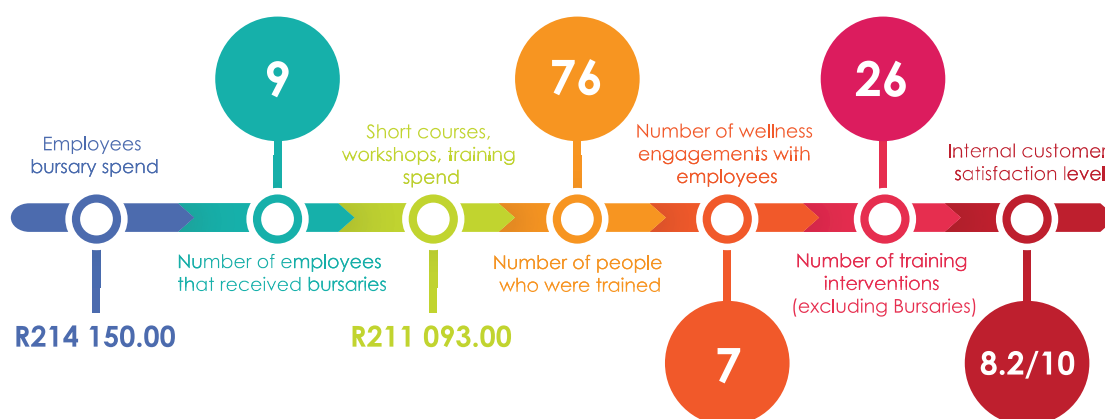 Employees
bursary spend
R214 150.00
9
Number of employees
that received bursaries
Short courses,
workshops, training
spend
R211 093.00
76
Number of people
who were trained
Number of wellness
engagements with
employees
7
26
Number of training
interventions
(excluding Bursaries)
Internal customer
satisfaction level
8.2/10